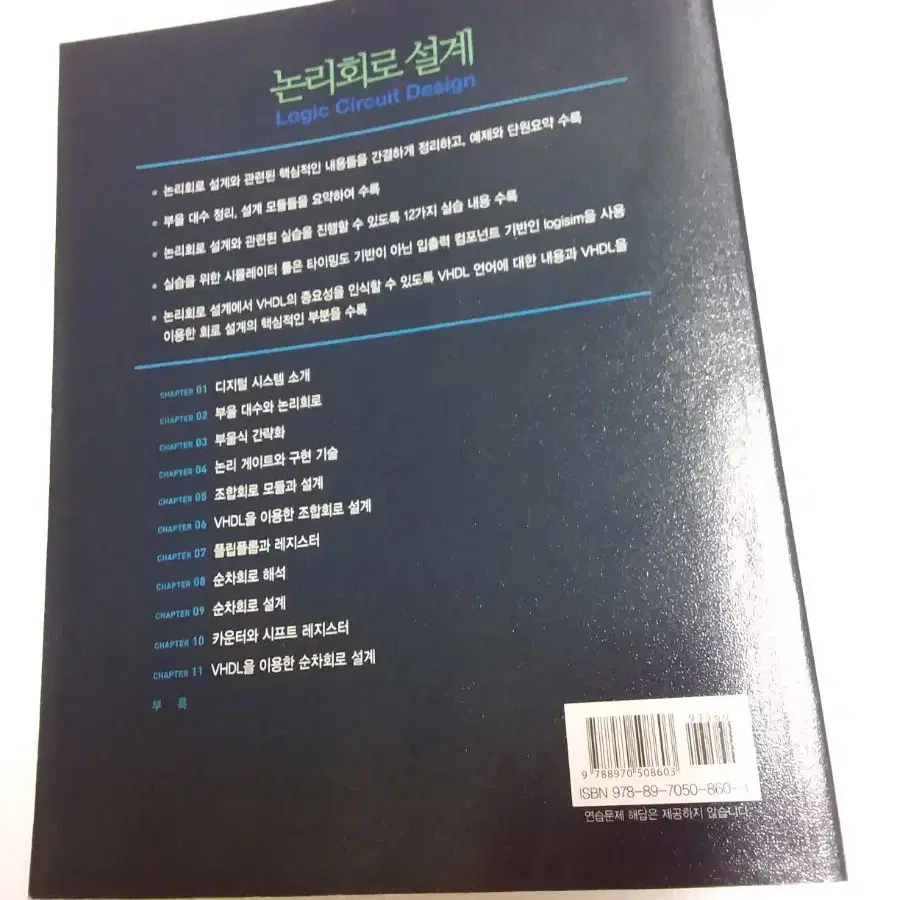 논리회로 설계
Logic Circuit Design
• 논리회로 설계와 관련된 핵심적인 내용들을 간결하게 정리하고, 예제와 단원요약 수록
• 부울 대수 정리, 설계 모듈들을 요약하여 수록
• 논리회로 설계와 관련된 실습을 진행할 수 있도록 12가지 실습 내용 수록
• 실습을 위한 시뮬레이터 툴은 타이밍도 기반이 아닌 입출력 컴포넌트 기반인 logisim을 사용
• 논리회로 설계에서 VHDL의 중요성을 인식할 수 있도록 VHDL 언어에 대한 내용과 VHDL을
이용한 회로 설계의 핵심적인 부분을 수록
CHAPTER 01 디지털 시스템 소개
CHAPTER 02 부울 대수와 논리회로
CHAPTER 03 부울식 간략화
CHAPTER 04 논리 게이트와 구현 기술
CHAPTER 05 조합회로 모듈과 설계
CHAPTER 06 VHDL을 이용한 조합회로 설계
CHAPTER 07 플립플롭과 레지스터
CHAPTER 08 순차회로 해석
CHAPTER 09 순차회로 설계
CHAPTER 10 카운터와 시프트 레지스터
CHAPTER 11 VHDL을 이용한 순차회로 설계
부 록
93560
9 788970 508603
ISBN 978-89-7050-860-3
연습문제 해답은 제공하지 않습니다.